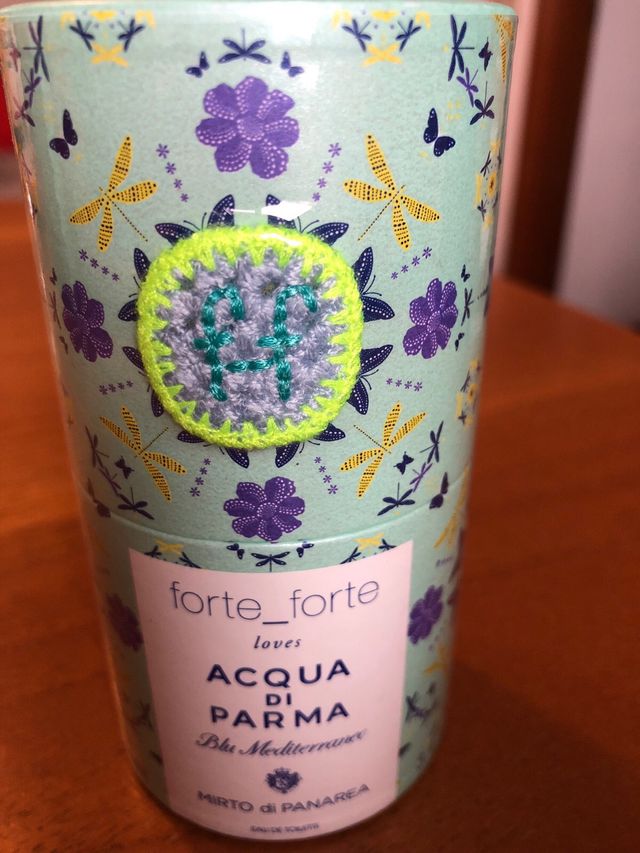 ff
forte_forte
loves
ACQUA
DI
PARMA
Blu Mediterraneo
MIRTO di PANAREA
EAU DE TOILETTE